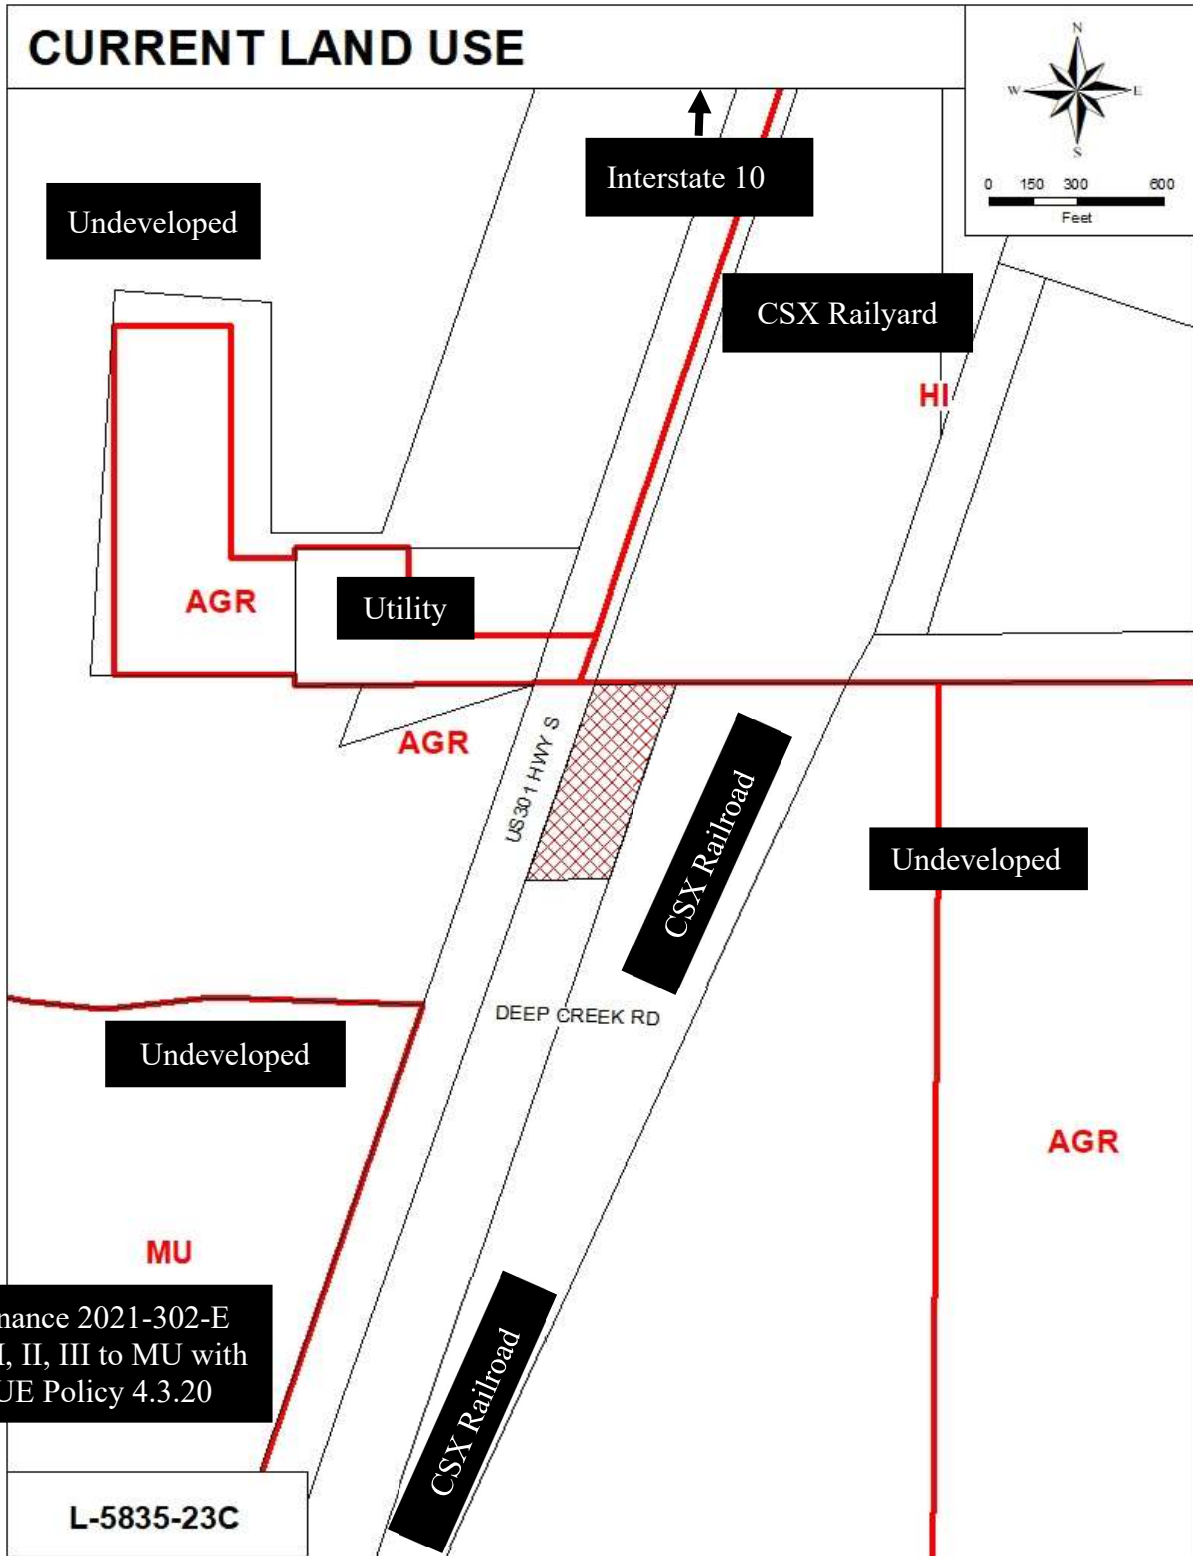 CURRENT LAND USE
N
W E
S
0 150 300 600
Feet
Interstate 10
Undeveloped
CSX Railyard
HI
AGR
Utility
AGR
US301 HWY S
CSX Railroad
Undeveloped
DEEP CREEK RD
Undeveloped
AGR
MU
nance 2021-302-E
I, II, III to MU with
UE Policy 4.3.20
CSX Railroad
L-5835-23C